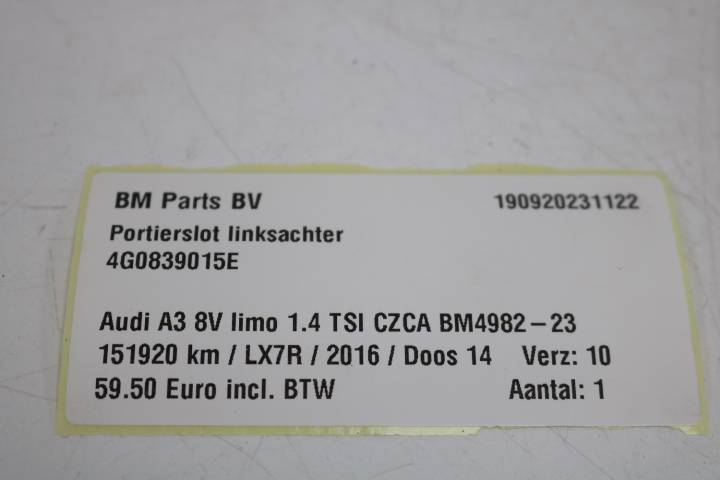 BM Parts BV 190920231122
Portierslot linksachter
4G0839015E
Audi A3 8V limo 1.4 TSI CZCA BM4982-23
151920 km / LX7R / 2016 / Doos 14 Verz: 10
59.50 Euro incl. BTW Aantal: 1